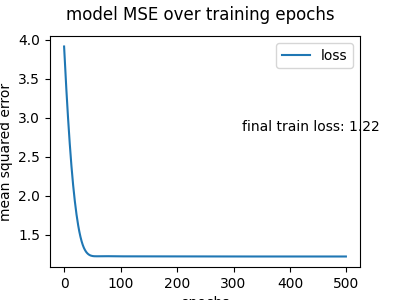 model MSE over training epochs
4.0
3.5
3.0
2.5
2.0
1.5
mean squared error
loss
final train loss: 1.22
0 100 200 300 400 500
epochs